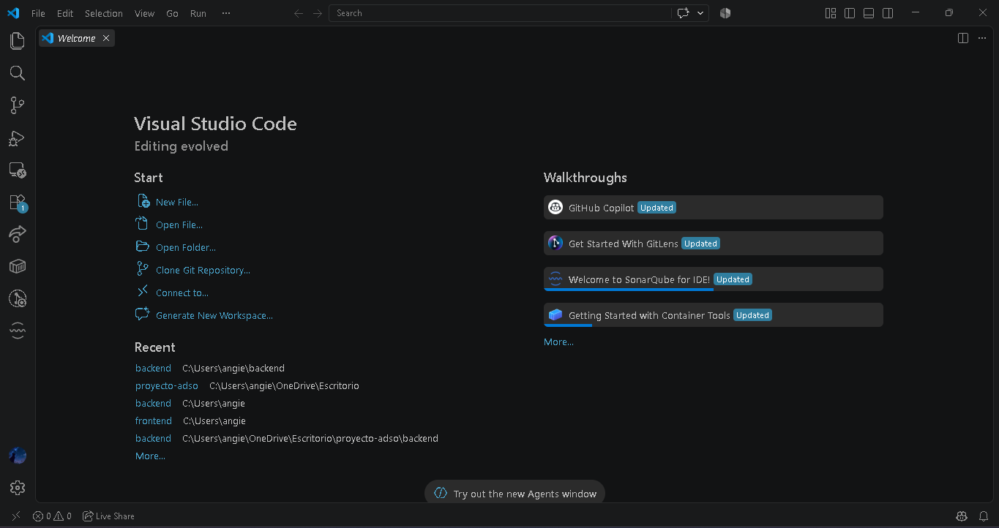 File Edit Selection View Go Run ...
Search
Welcome
Visual Studio Code
Editing evolved
Start
New File...
Open File...
Open Folder...
Clone Git Repository...
Connect to...
Generate New Workspace...
Recent
backend C:\Users\angie\backend
proyecto-adso C:\Users\angie\OneDrive\Escritorio
backend C:\Users\angie
frontend C:\Users\angie
backend C:\Users\angie\OneDrive\Escritorio\proyecto-adso\backend
More...
Walkthroughs
GitHub Copilot Updated
Get Started With GitLens Updated
Welcome to SonarQube for IDE! Updated
Getting Started with Container Tools Updated
More...
1
Try out the new Agents window
0 0 Live Share